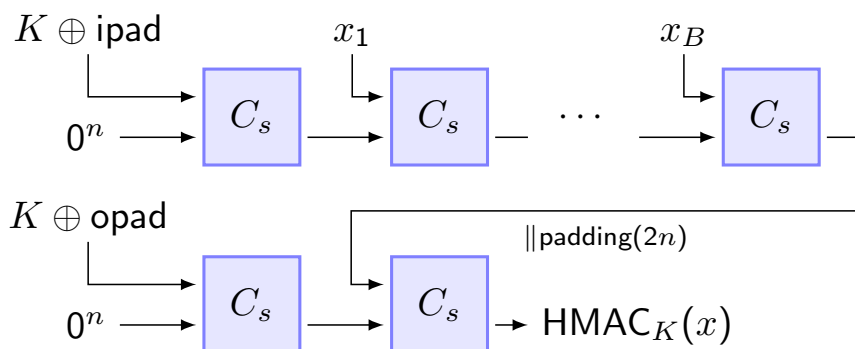 K ⊕ ipad x₁ x_B
C_s C_s ⋯ C_s
0ⁿ
K ⊕ opad
‖padding(2n)
C_s C_s
0ⁿ HMAC_K(x)